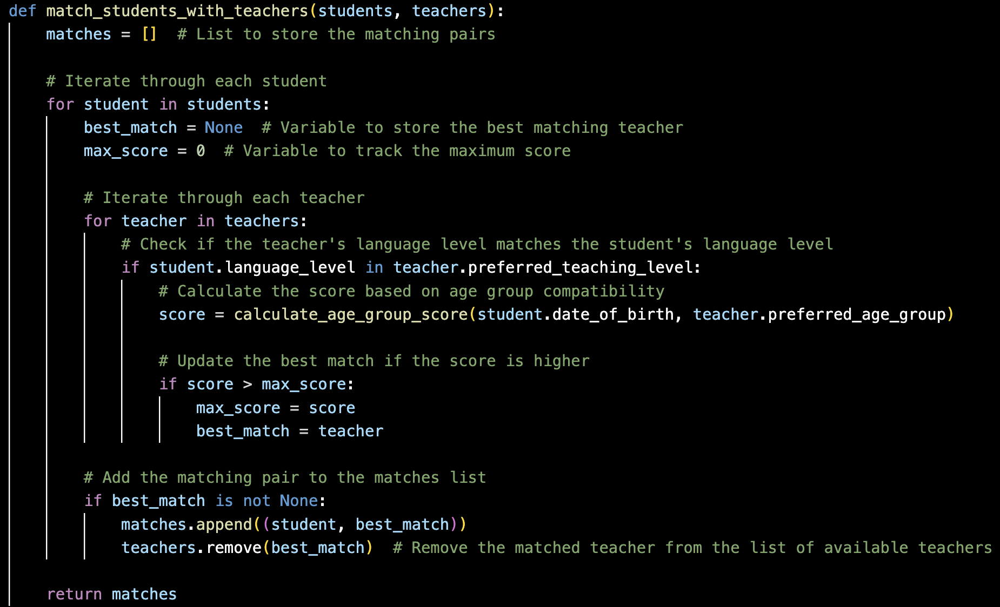 def match_students_with_teachers(students, teachers):
    matches = []  # List to store the matching pairs

    # Iterate through each student
    for student in students:
        best_match = None  # Variable to store the best matching teacher
        max_score = 0  # Variable to track the maximum score

        # Iterate through each teacher
        for teacher in teachers:
            # Check if the teacher's language level matches the student's language level
            if student.language_level in teacher.preferred_teaching_level:
                # Calculate the score based on age group compatibility
                score = calculate_age_group_score(student.date_of_birth, teacher.preferred_age_group)

                # Update the best match if the score is higher
                if score > max_score:
                    max_score = score
                    best_match = teacher

        # Add the matching pair to the matches list
        if best_match is not None:
            matches.append((student, best_match))
            teachers.remove(best_match)  # Remove the matched teacher from the list of available teachers

    return matches